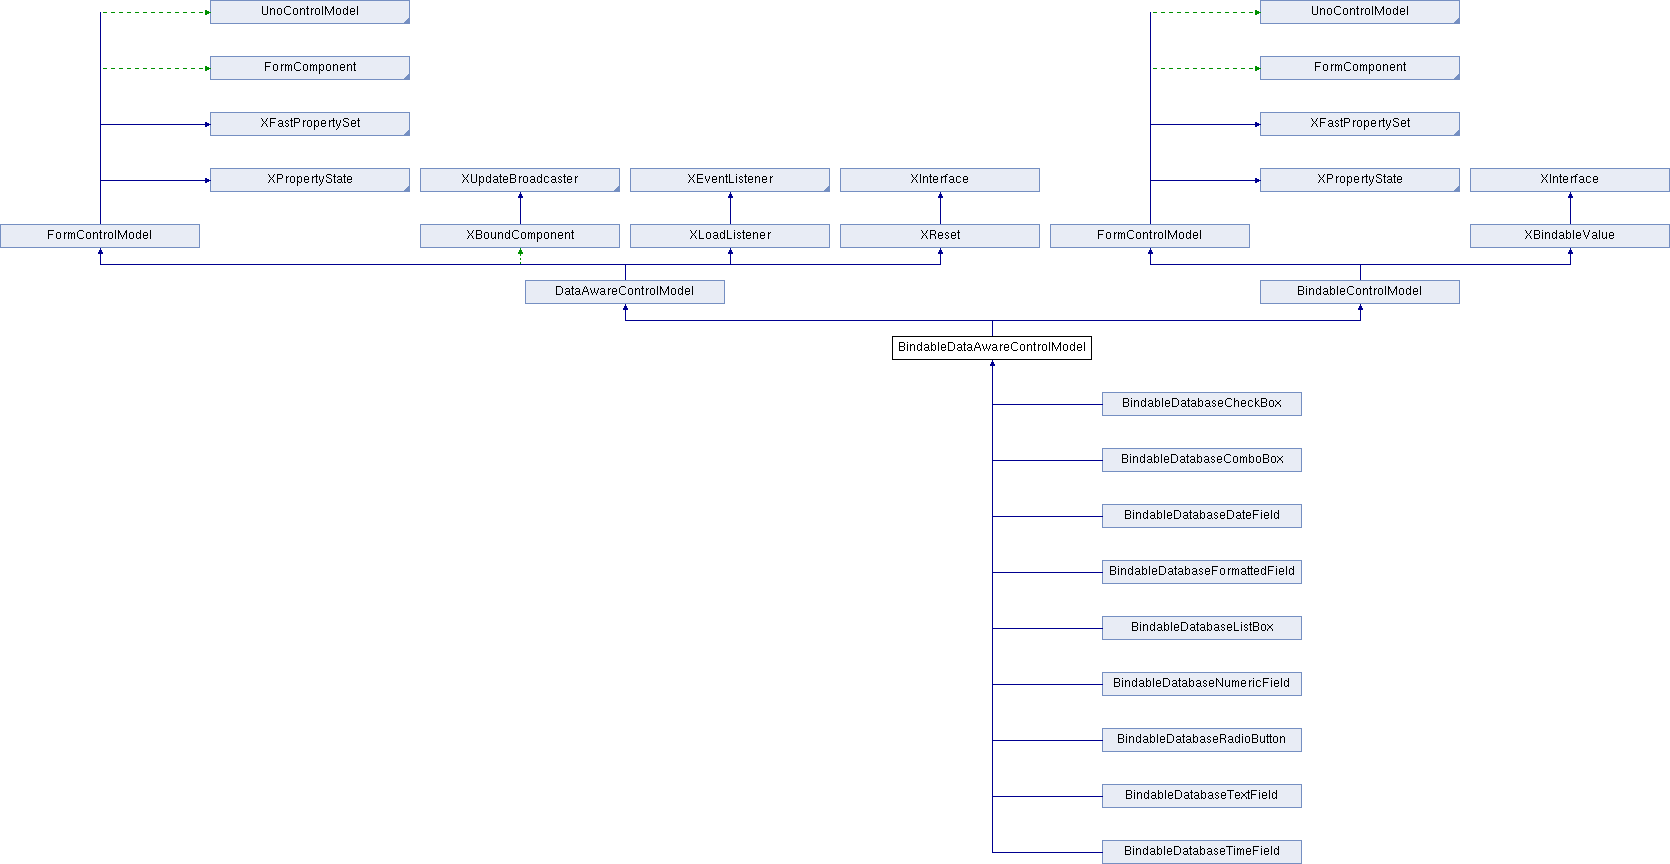 UnoControlModel UnoControlModel
FormComponent FormComponent
XFastPropertySet XFastPropertySet
XPropertyState XUpdateBroadcaster XEventListener XInterface XPropertyState XInterface
FormControlModel XBoundComponent XLoadListener XReset FormControlModel XBindableValue
DataAwareControlModel BindableControlModel
BindableDataAwareControlModel
BindableDatabaseCheckBox
BindableDatabaseComboBox
BindableDatabaseDateField
BindableDatabaseFormattedField
BindableDatabaseListBox
BindableDatabaseNumericField
BindableDatabaseRadioButton
BindableDatabaseTextField
BindableDatabaseTimeField